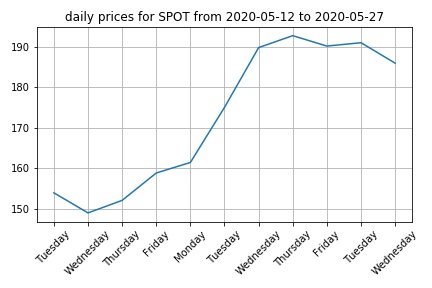 daily prices for SPOT from 2020-05-12 to 2020-05-27
190
180
170
160
150
Tuesday
Wednesday
Thursday
Friday
Monday
Tuesday
Wednesday
Thursday
Friday
Tuesday
Wednesday